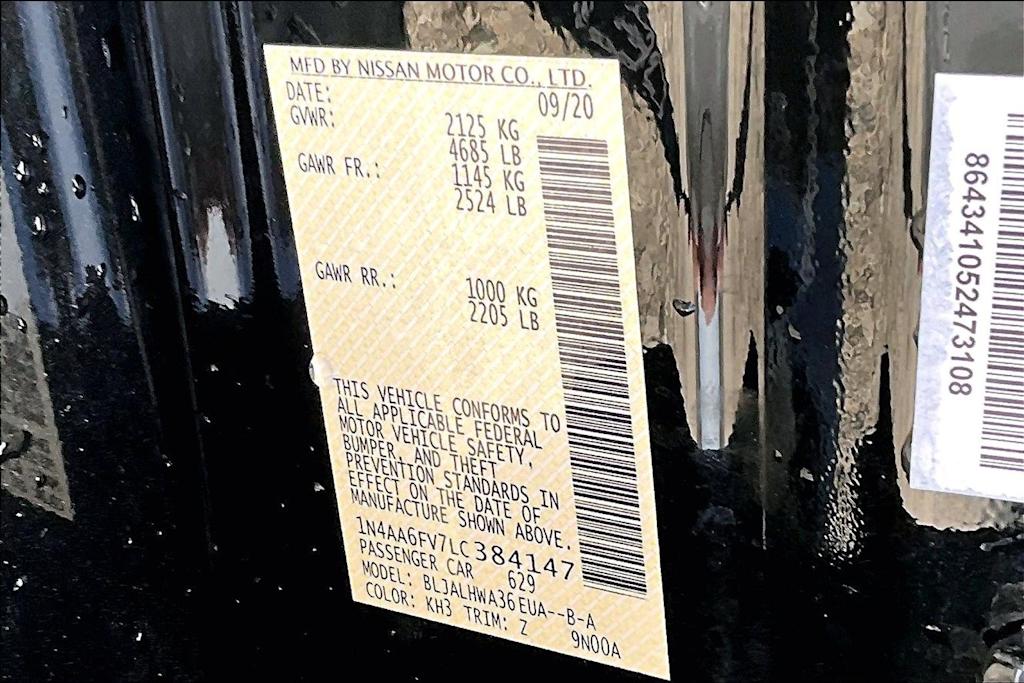 MFD BY NISSAN MOTOR CO., LTD.
DATE: 09/20
GVWR: 2125 KG
4685 LB
GAWR FR.: 1145 KG
2524 LB
GAWR RR.: 1000 KG
2205 LB
THIS VEHICLE CONFORMS TO
ALL APPLICABLE FEDERAL
MOTOR VEHICLE SAFETY,
BUMPER, AND THEFT
PREVENTION STANDARDS IN
EFFECT ON THE DATE OF
MANUFACTURE SHOWN ABOVE.
1N4AA6FV7LC384147
PASSENGER CAR 629
MODEL: BLJALHWA36EUA--B-A
COLOR: KH3 TRIM: Z 9N00A
864341052473108